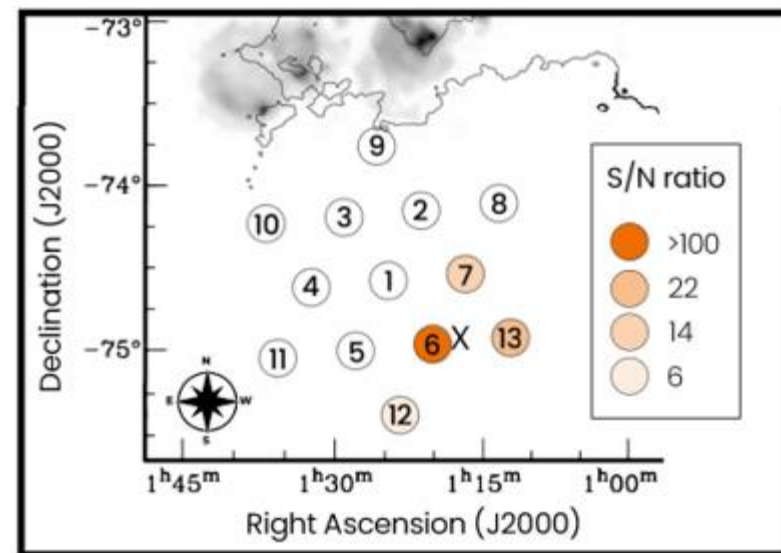 −73°
9
−74°
10
3
2
8
4
1
7
−75°
11
5
6
X
13
12
S/N ratio
>100
22
14
6
N
E
W
S
1ʰ45ᵐ
1ʰ30ᵐ
1ʰ15ᵐ
1ʰ00ᵐ
Right Ascension (J2000)
Declination (J2000)